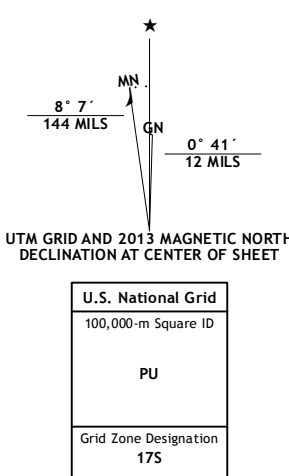 ★
MN
GN
8° 7´
144 MILS
0° 41´
12 MILS
UTM GRID AND 2013 MAGNETIC NORTH
DECLINATION AT CENTER OF SHEET
U.S. National Grid
100,000-m Square ID
PU
Grid Zone Designation
17S